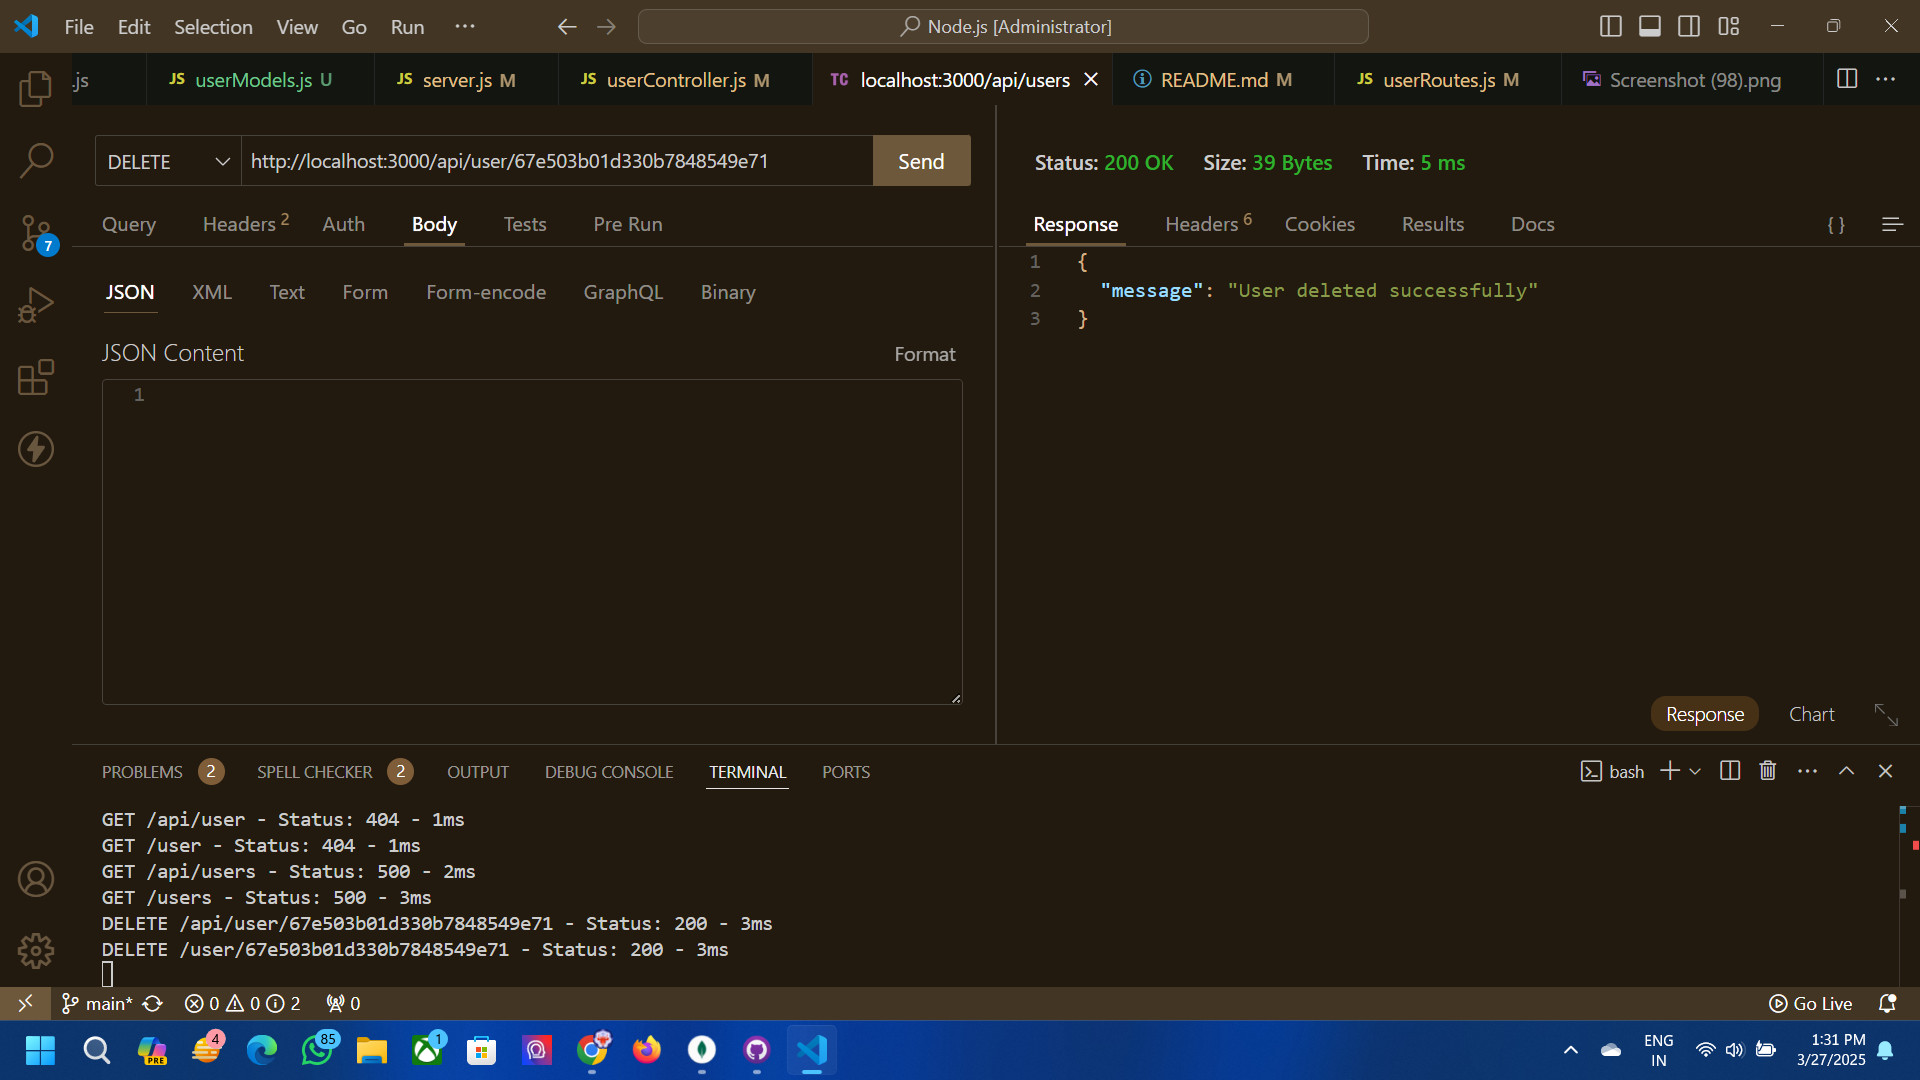 File Edit Selection View Go Run ··· Node.js [Administrator]
.js JS userModels.js U JS server.js M JS userController.js M TC localhost:3000/api/users README.md M JS userRoutes.js M Screenshot (98).png
DELETE http://localhost:3000/api/user/67e503b01d330b7848549e71 Send
Status: 200 OK Size: 39 Bytes Time: 5 ms
Query Headers 2 Auth Body Tests Pre Run
Response Headers 6 Cookies Results Docs { }
JSON XML Text Form Form-encode GraphQL Binary
JSON Content Format
1
1 {
2 "message": "User deleted successfully"
3 }
7
Response Chart
PROBLEMS 2 SPELL CHECKER 2 OUTPUT DEBUG CONSOLE TERMINAL PORTS bash
GET /api/user - Status: 404 - 1ms
GET /user - Status: 404 - 1ms
GET /api/users - Status: 500 - 2ms
GET /users - Status: 500 - 3ms
DELETE /api/user/67e503b01d330b7848549e71 - Status: 200 - 3ms
DELETE /user/67e503b01d330b7848549e71 - Status: 200 - 3ms
main* 0 0 2 0 Go Live
PRE 4 85 1 ENG IN 1:31 PM
3/27/2025